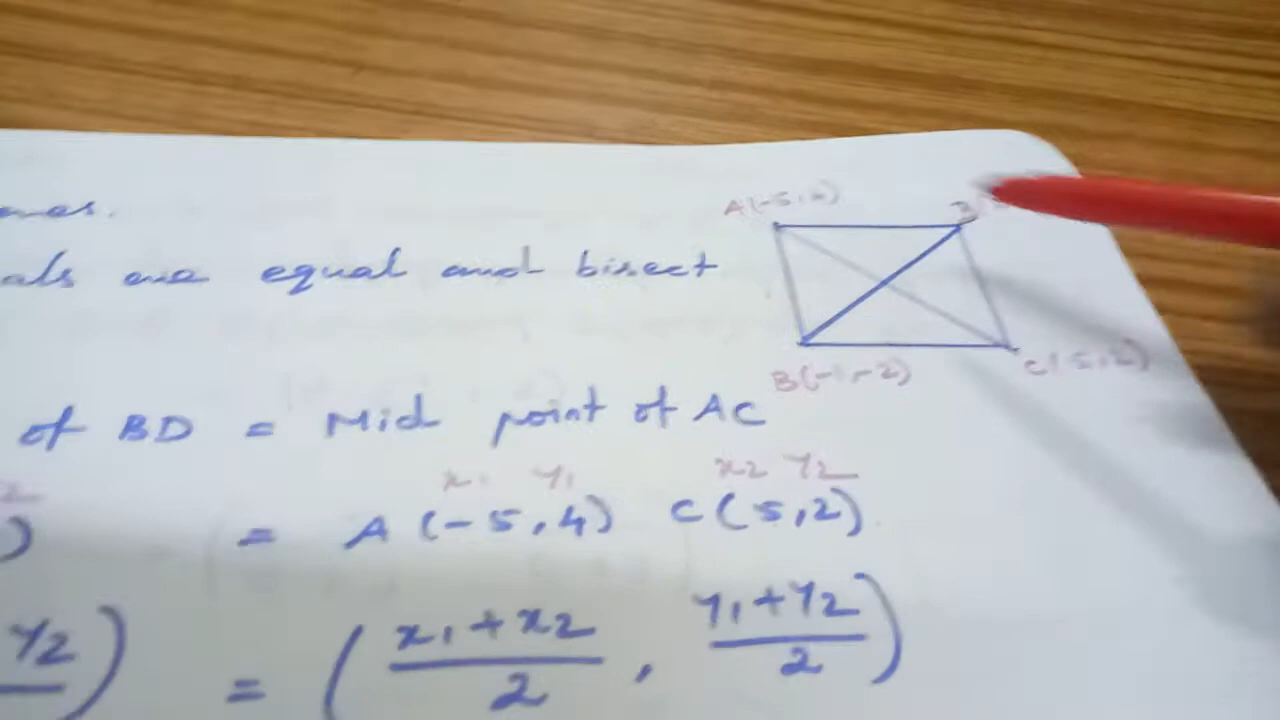 A(-5,4)
als are equal and bisect
B(-1,-2)
C(5,2)
of BD = Mid point of AC
x1 y1 x2 y2
) = A(-5,4) C(5,2)
y2 ) = ( x1+x2 / 2 , y1+y2 / 2 )